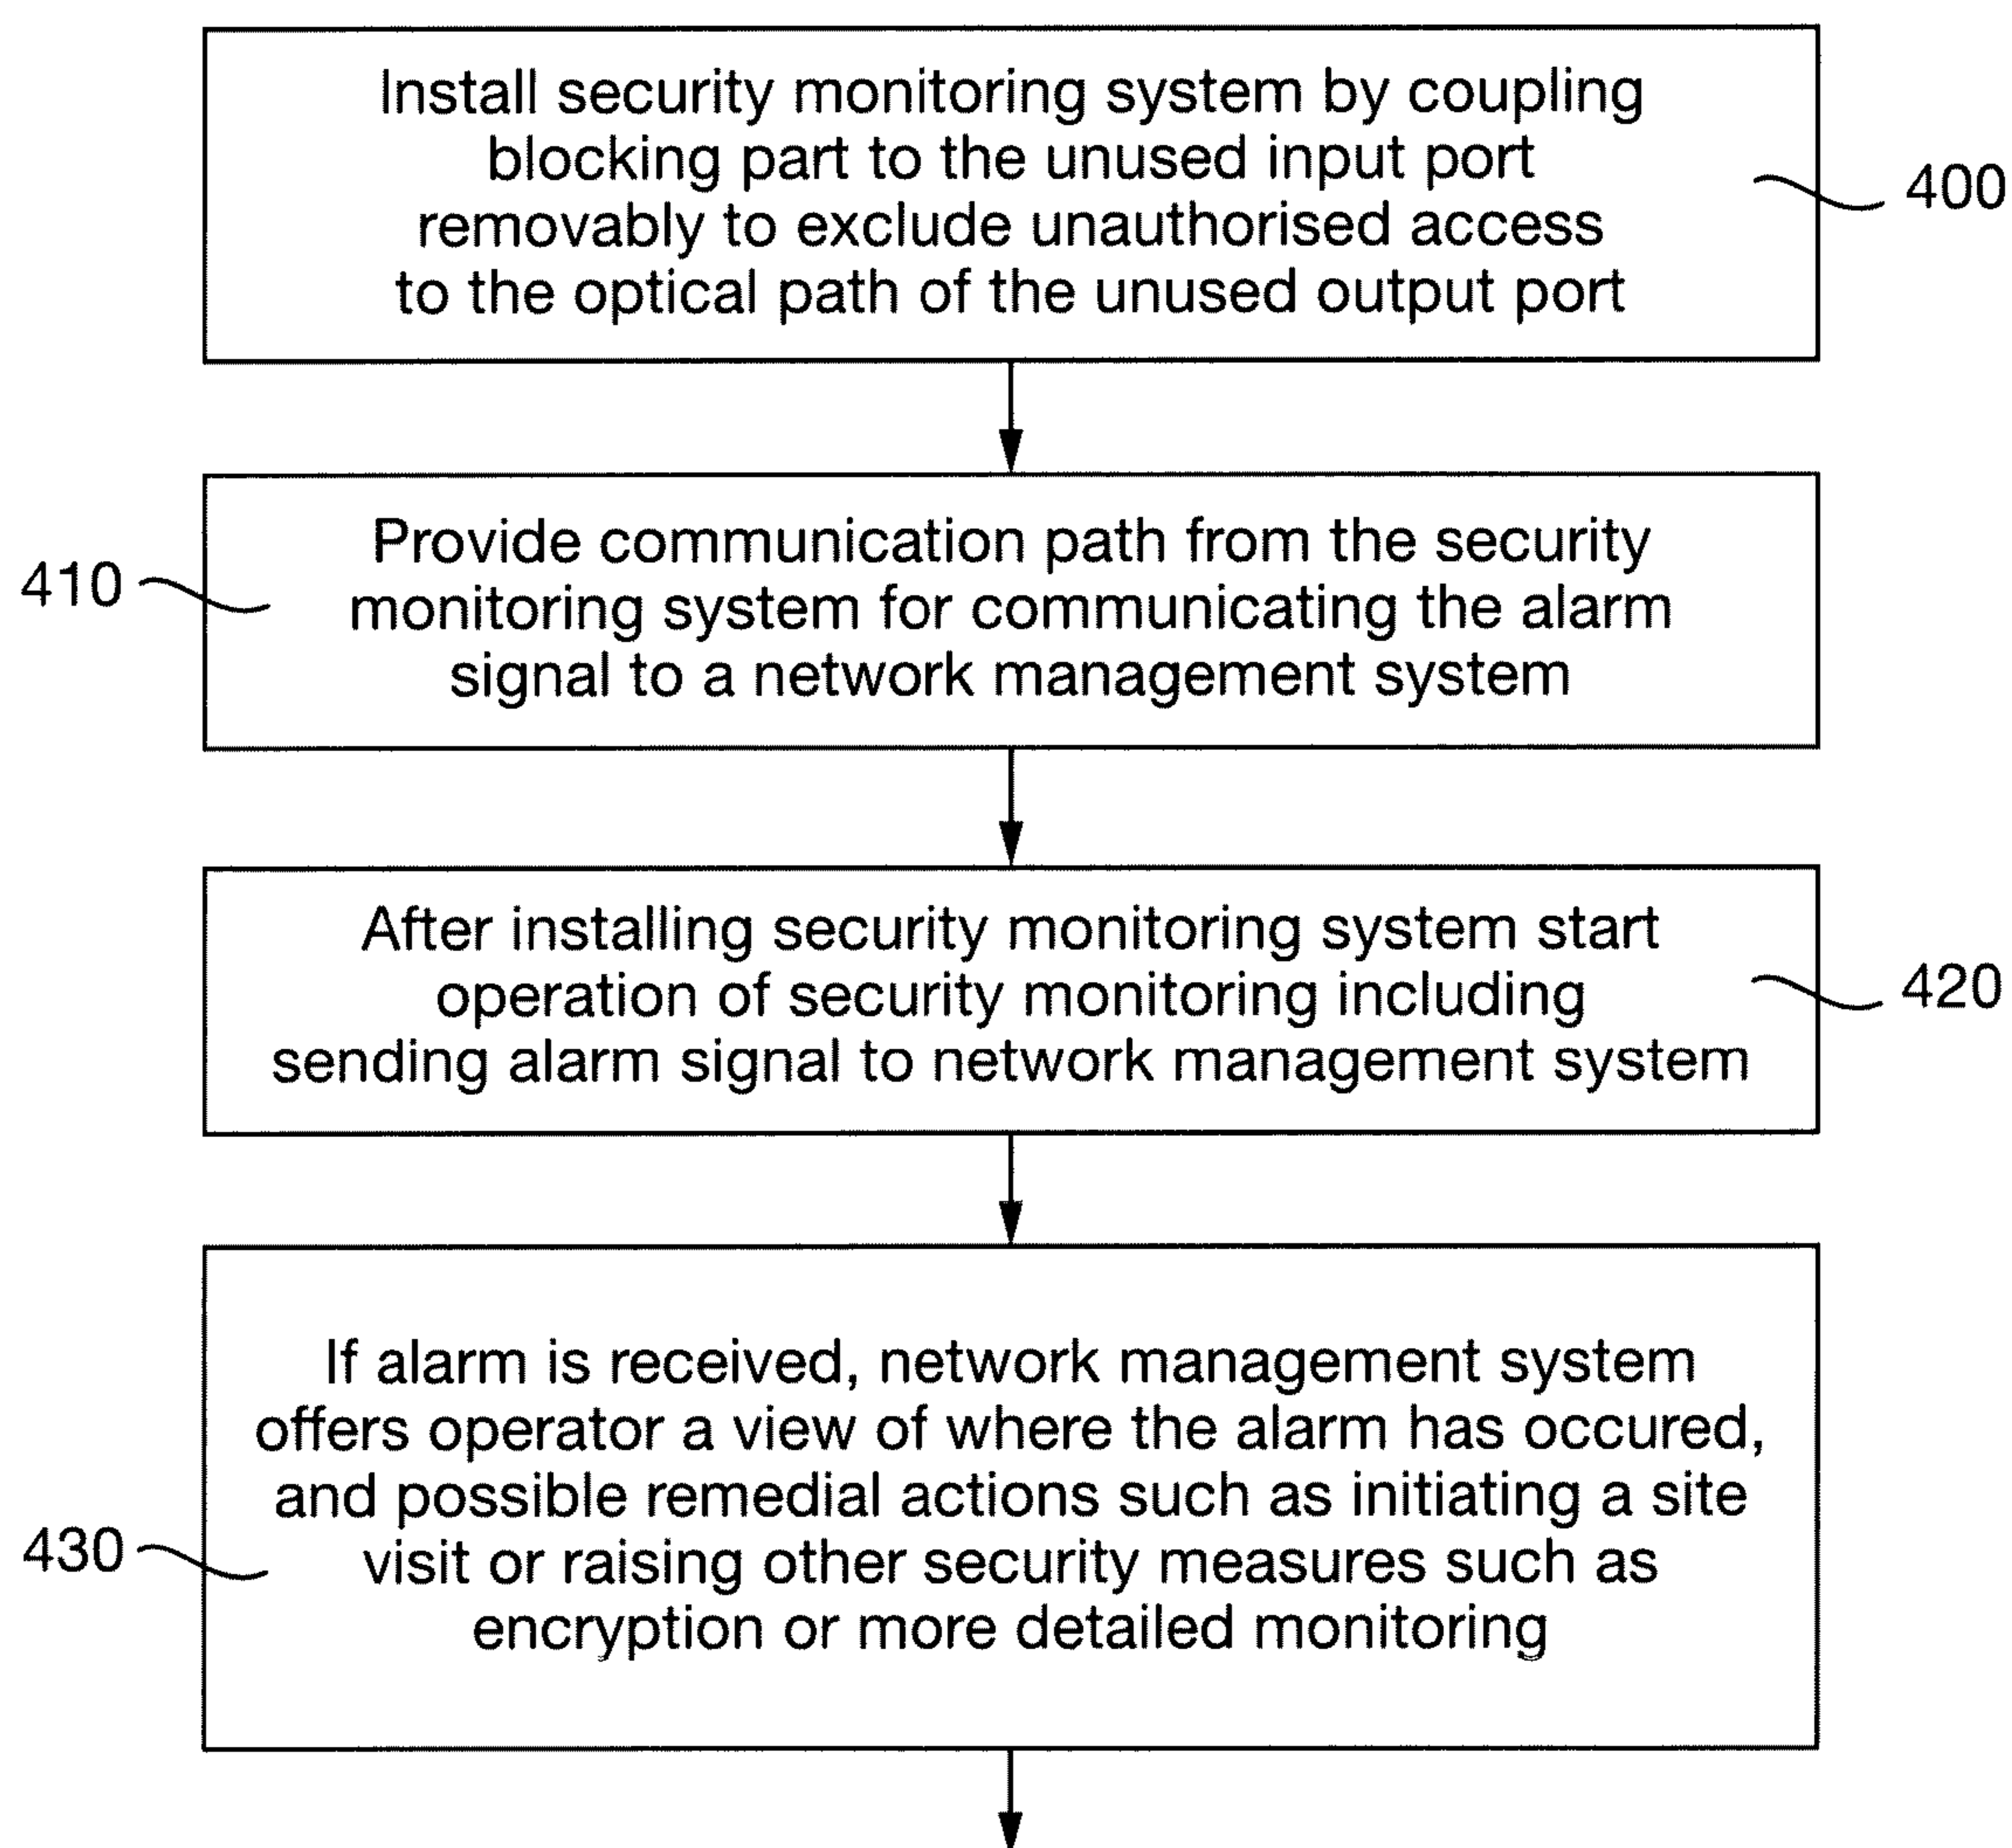 Install security monitoring system by coupling
blocking part to the unused input port
removably to exclude unauthorised access
to the optical path of the unused output port
400
Provide communication path from the security
monitoring system for communicating the alarm
signal to a network management system
410
After installing security monitoring system start
operation of security monitoring including
sending alarm signal to network management system
420
If alarm is received, network management system
offers operator a view of where the alarm has occured,
and possible remedial actions such as initiating a site
visit or raising other security measures such as
encryption or more detailed monitoring
430